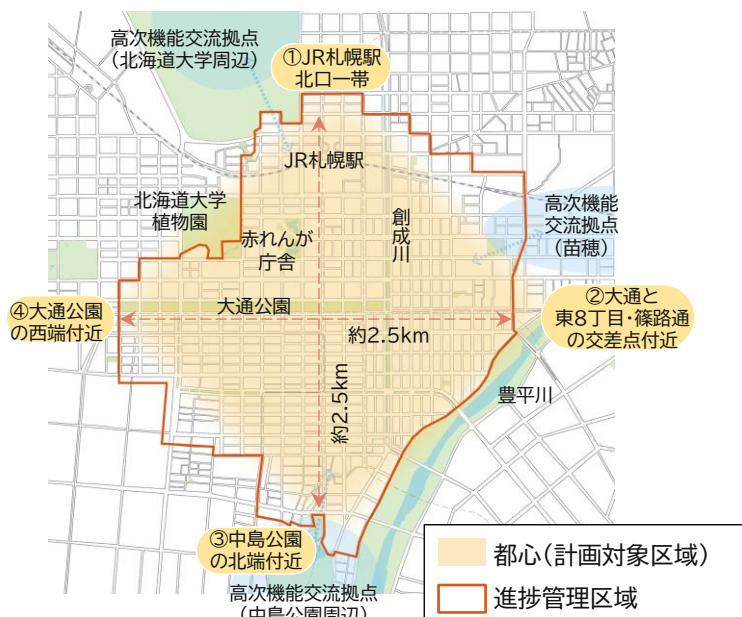 高次機能交流拠点
（北海道大学周辺）
①JR札幌駅
北口一帯
JR札幌駅
北海道大学
植物園
赤れんが
庁舎
創成川
高次機能
交流拠点
（苗穂）
大通公園
④大通公園
の西端付近
②大通と
東8丁目・篠路通
の交差点付近
約2.5km
約2.5km
豊平川
③中島公園
の北端付近
高次機能交流拠点
（中島公園周辺）
都心（計画対象区域）
進捗管理区域